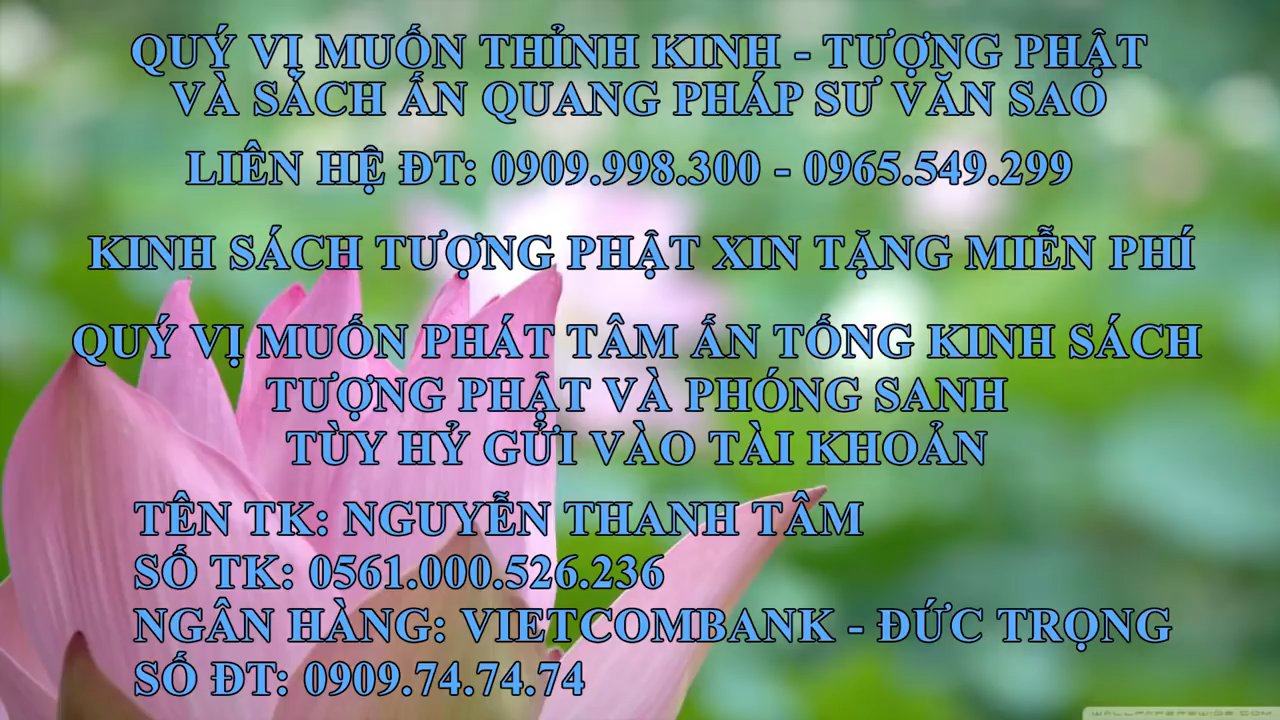 QUÝ VỊ MUỐN THỈNH KINH - TƯỢNG PHẬT
VÀ SÁCH ẤN QUANG PHÁP SƯ VĂN SAO
LIÊN HỆ ĐT: 0909.998.300 - 0965.549.299
KINH SÁCH TƯỢNG PHẬT XIN TẶNG MIỄN PHÍ
QUÝ VỊ MUỐN PHÁT TÂM ẤN TỐNG KINH SÁCH
TƯỢNG PHẬT VÀ PHÓNG SANH
TÙY HỶ GỬI VÀO TÀI KHOẢN
TÊN TK: NGUYỄN THANH TÂM
SỐ TK: 0561.000.526.236
NGÂN HÀNG: VIETCOMBANK - ĐỨC TRỌNG
SỐ ĐT: 0909.74.74.74
WALLPAPERSWIDE.COM